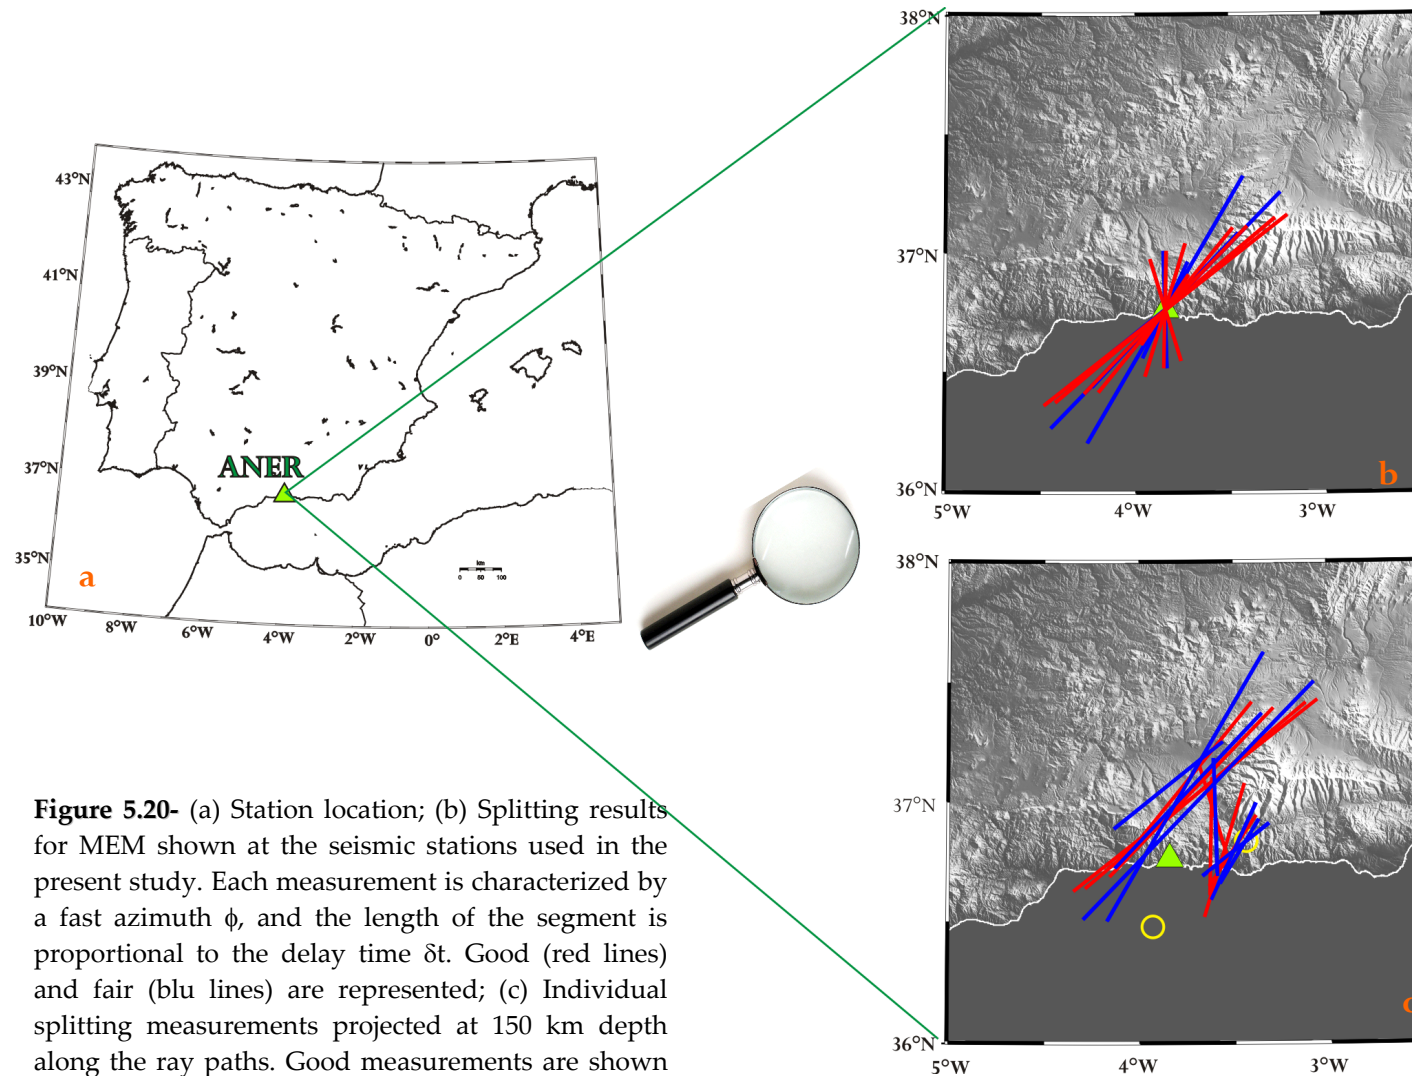 38°N
37°N
36°N
5°W 4°W 3°W
b
43°N
41°N
39°N
37°N
35°N
ANER
km
0 50 100
a
10°W 8°W 6°W 4°W 2°W 0° 2°E 4°E
38°N
37°N
36°N
5°W 4°W 3°W
Figure 5.20- (a) Station location; (b) Splitting results
for MEM shown at the seismic stations used in the
present study. Each measurement is characterized by
a fast azimuth ϕ, and the length of the segment is
proportional to the delay time δt. Good (red lines)
and fair (blu lines) are represented; (c) Individual
splitting measurements projected at 150 km depth
along the ray paths. Good measurements are shown